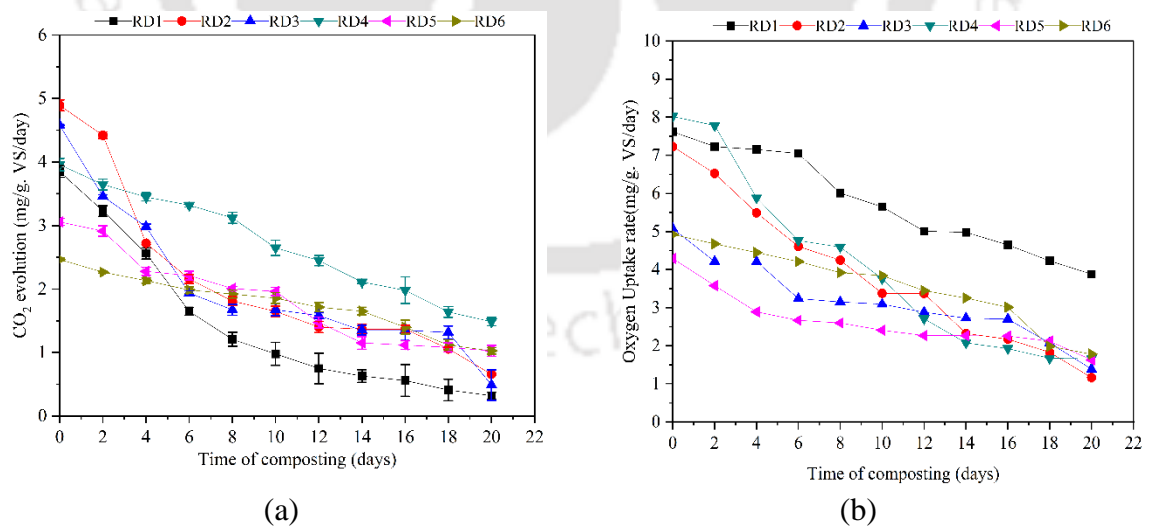 RD1 RD2 RD3 RD4 RD5 RD6
6
5
4
3
2
1
0
CO2 evolution (mg/g. VS/day)
0 2 4 6 8 10 12 14 16 18 20 22
Time of composting (days)
(a)
RD1 RD2 RD3 RD4 RD5 RD6
10
9
8
7
6
5
4
3
2
1
0
Oxygen Uptake rate(mg/g. VS/day)
0 2 4 6 8 10 12 14 16 18 20 22
Time of composting (days)
(b)